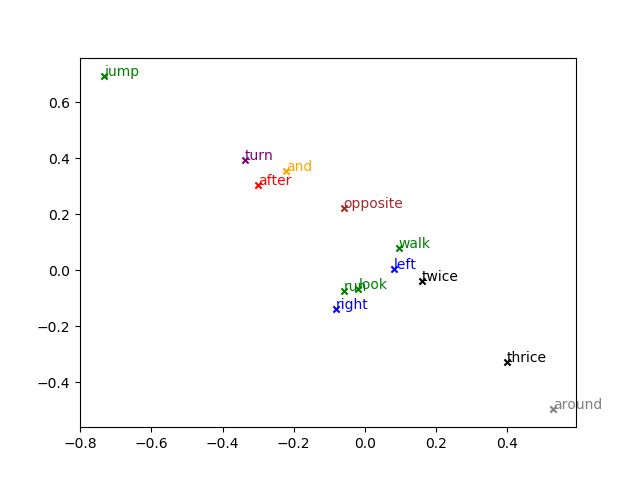 jump
0.6
turn
and
0.4
after
opposite
0.2
walk
left
0.0
twice
run
look
right
−0.2
thrice
−0.4
around
−0.8
−0.6
−0.4
−0.2
0.0
0.2
0.4